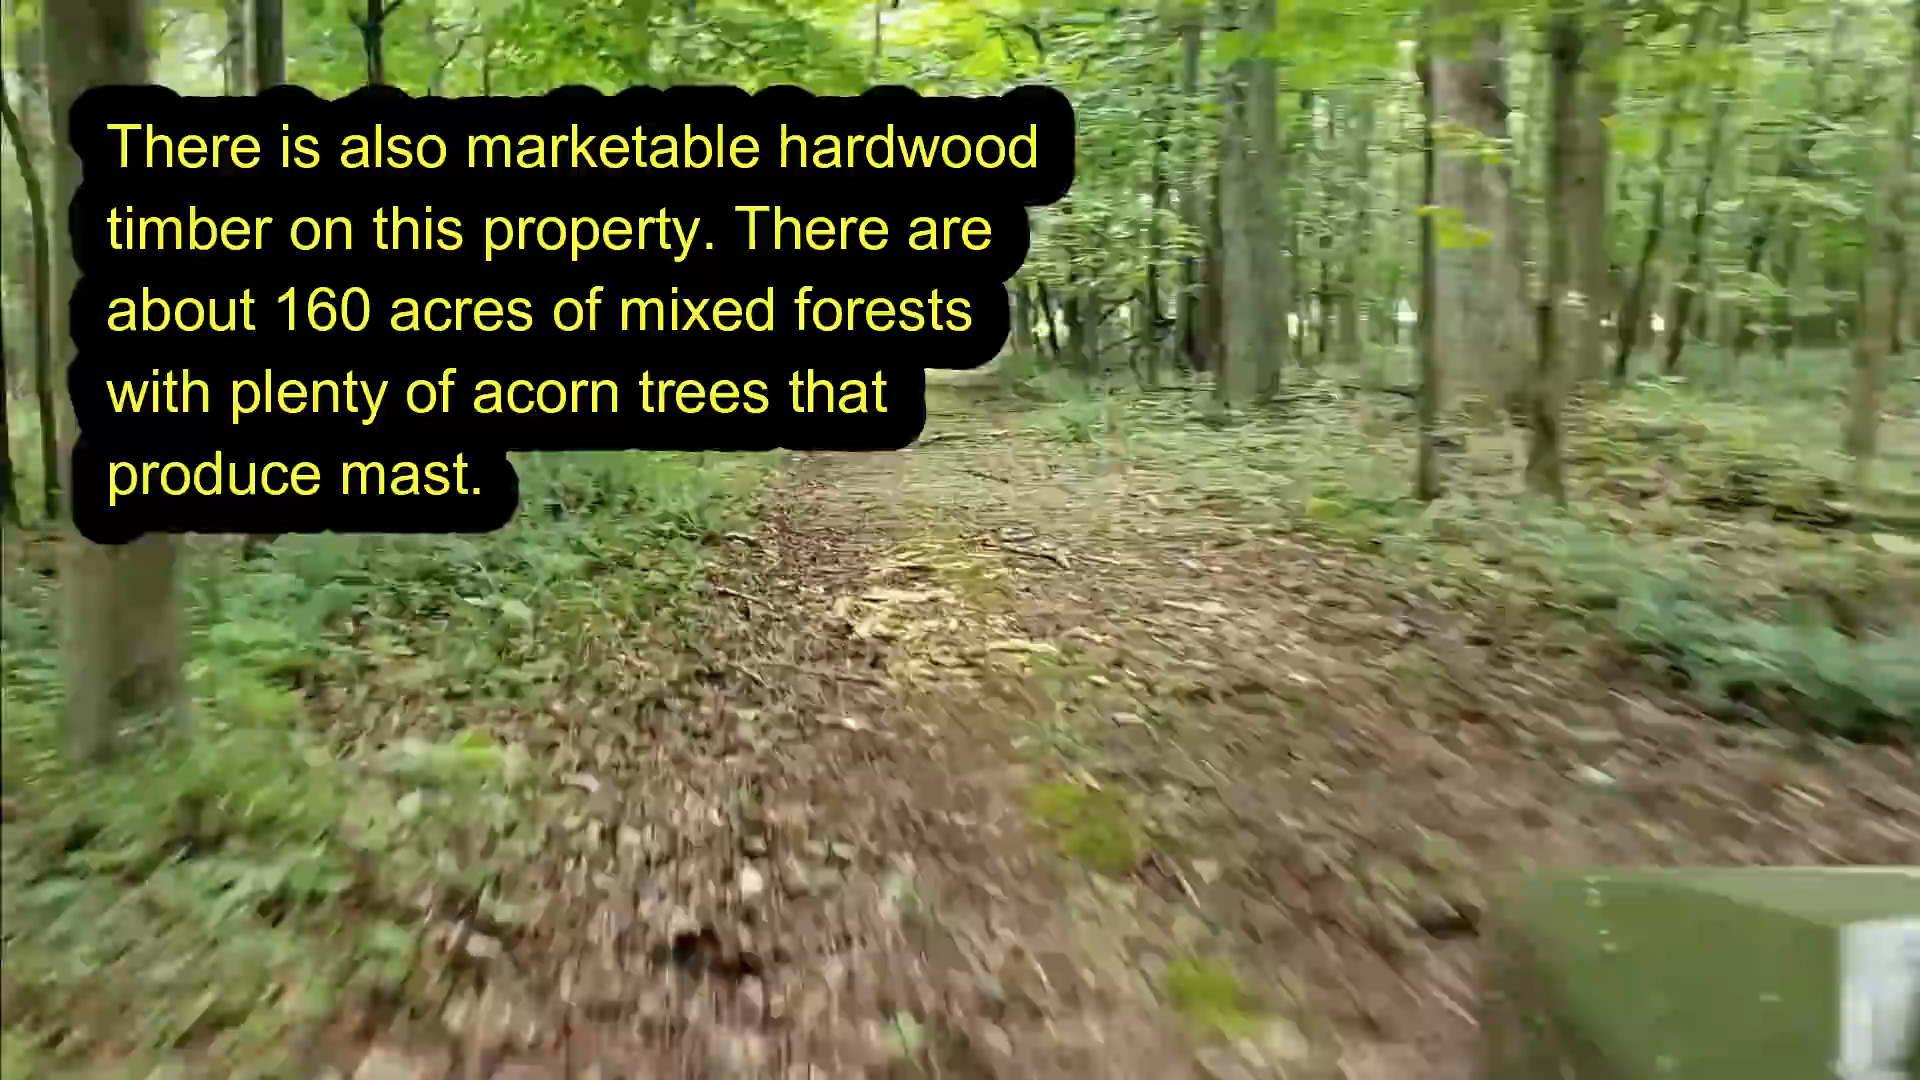 There is also marketable hardwood
timber on this property. There are
about 160 acres of mixed forests
with plenty of acorn trees that
produce mast.